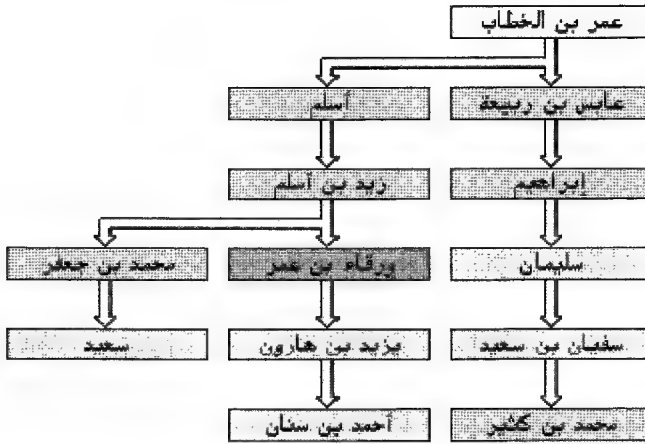 عمر بن الخطاب
عابس بن ربيعة
أسلم
إبراهيم
زيد بن أسلم
سليمان
ورقاء بن عمر
محمد بن جعفر
سفيان بن سعيد
يزيد بن هارون
سعيد
محمد بن كثير
أحمد بن سنان